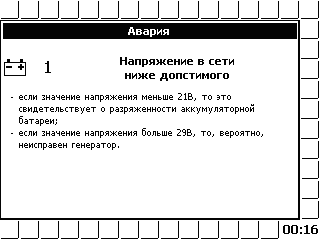 Авария
1
Напряжение в сети
ниже допстимого
- если значение напряжения меньше 21В, то это
свидетельствует о разряженности аккумуляторной
батареи;
- если значение напряжения больше 29В, то, вероятно,
неисправен генератор.
00:16